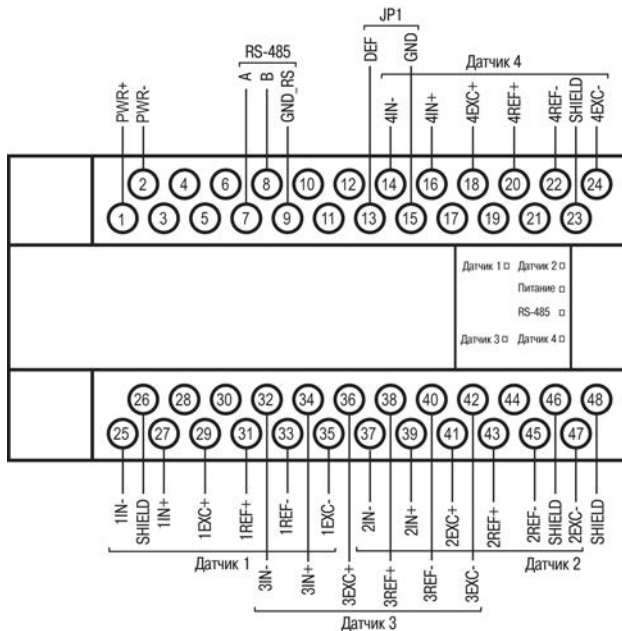 JP1
RS-485
Датчик 4
PWR+
PWR-
A
B
GND_RS
DEF
GND
4IN-
4IN+
4EXC+
4REF+
4REF-
SHIELD
4EXC-
2 4 6 8 10 12 14 16 18 20 22 24
1 3 5 7 9 11 13 15 17 19 21 23
Датчик 1 Датчик 2
Питание
RS-485
Датчик 3 Датчик 4
26 28 30 32 34 36 38 40 42 44 46 48
25 27 29 31 33 35 37 39 41 43 45 47
1IN-
SHIELD
1IN+
1EXC+
1REF+
1REF-
1EXC-
2IN-
2IN+
2EXC+
2REF+
2REF-
SHIELD
2EXC-
SHIELD
Датчик 1
Датчик 2
3IN-
3IN+
3EXC+
3REF+
3REF-
3EXC-
Датчик 3